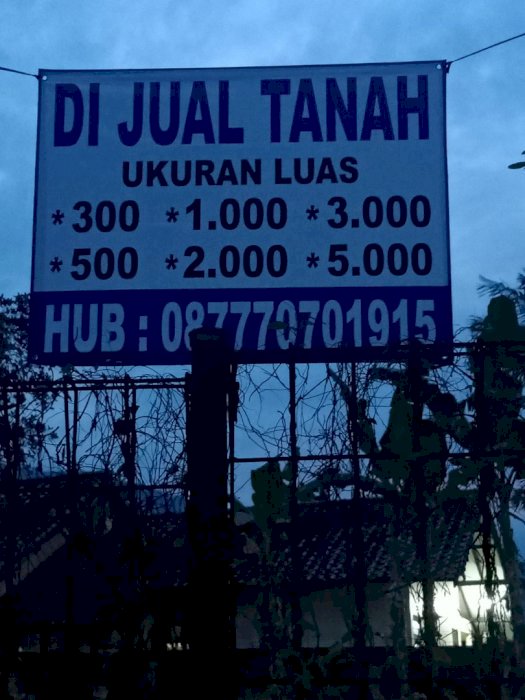 DI JUAL TANAH
UKURAN LUAS
* 300 * 1.000 * 3.000
* 500 * 2.000 * 5.000
HUB : 087770701915